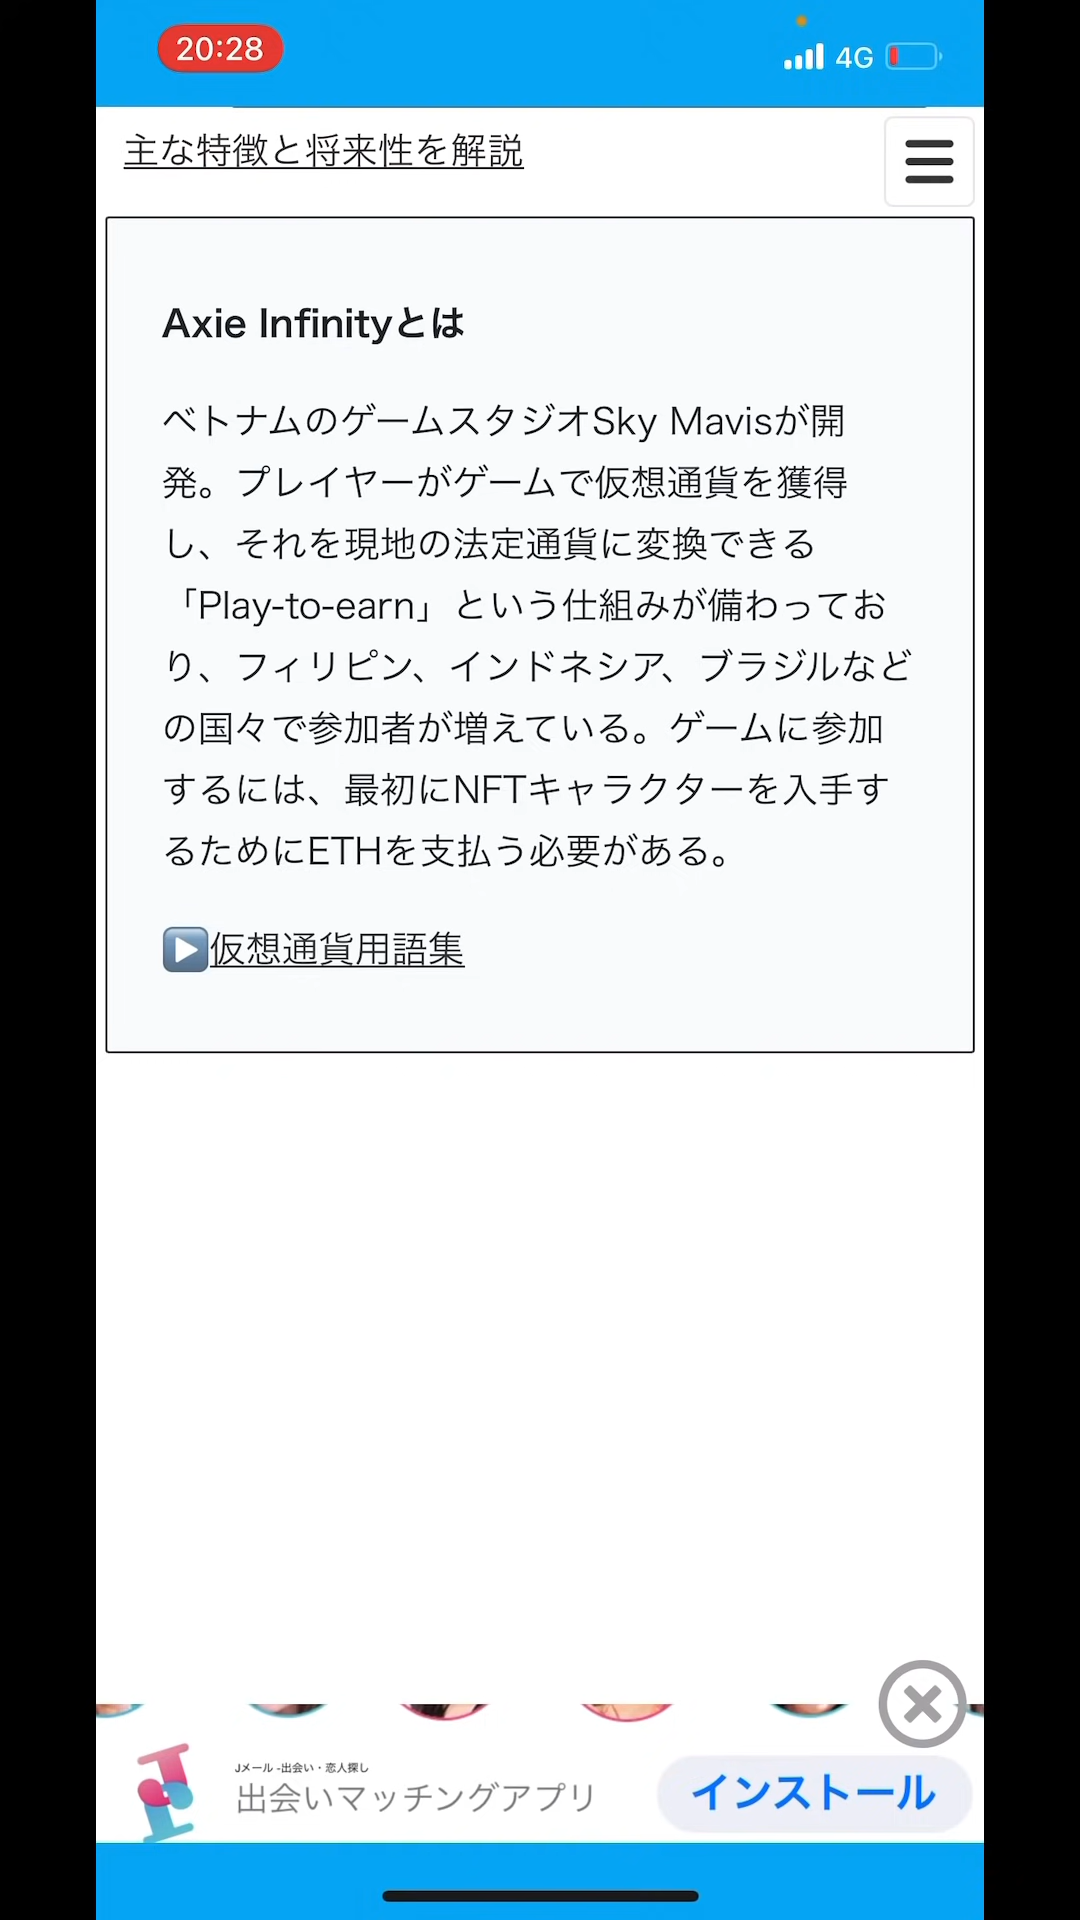 20:28
4G
主な特徴と将来性を解説
Axie Infinityとは
ベトナムのゲームスタジオSky Mavisが開
発。プレイヤーがゲームで仮想通貨を獲得
し、それを現地の法定通貨に変換できる
「Play-to-earn」という仕組みが備わってお
り、フィリピン、インドネシア、ブラジルなど
の国々で参加者が増えている。ゲームに参加
するには、最初にNFTキャラクターを入手す
るためにETHを支払う必要がある。
仮想通貨用語集
Jメール -出会い・恋人探し
出会いマッチングアプリ
インストール